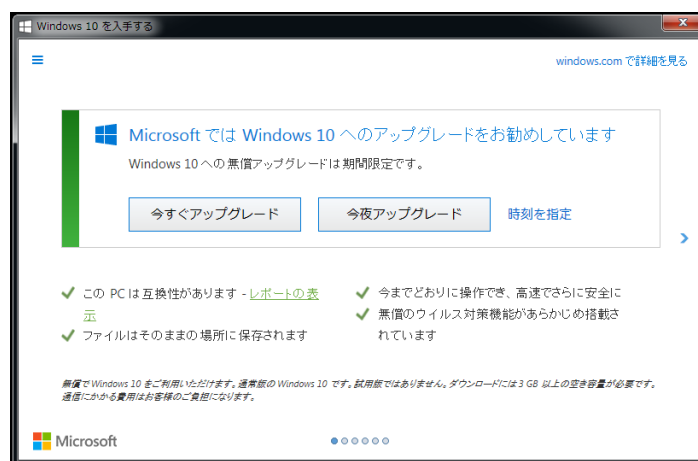 Windows 10 を入手する
windows.com で詳細を見る
Microsoft では Windows 10 へのアップグレードをお勧めしています
Windows 10 への無償アップグレードは期間限定です。
今すぐアップグレード
今夜アップグレード
時刻を指定
この PC は互換性があります - レポートの表
示
ファイルはそのままの場所に保存されます
今までどおりに操作でき、高速でさらに安全に
無償のウイルス対策機能があらかじめ搭載さ
れています
無償で Windows 10 をご利用いただけます。通常版の Windows 10 です。試用版ではありません。ダウンロードには 3 GB 以上の空き容量が必要です。
通信にかかる費用はお客様のご負担になります。
Microsoft